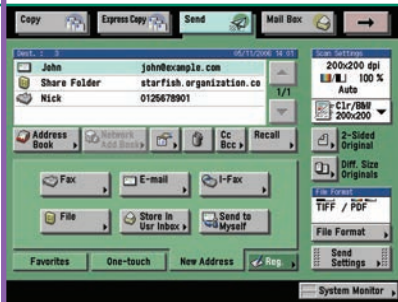 Copy Express Copy Send Mail Box
Dest. : 3 05/11/2006 14:01 Scan Settings
John john@example.com
Share Folder starfish.organization.co
Nick 0125678901
1/1
200x200 dpi
100 %
Auto
Clr/B&W
200x200
Address Book
Network Add Book
Cc Bcc
Recall
2-Sided Original
Diff. Size Originals
Fax E-mail I-Fax
File Store In Usr Inbox Send to Myself
File Format
TIFF / PDF
File Format
Favorites One-touch New Address Reg.
Send Settings
System Monitor